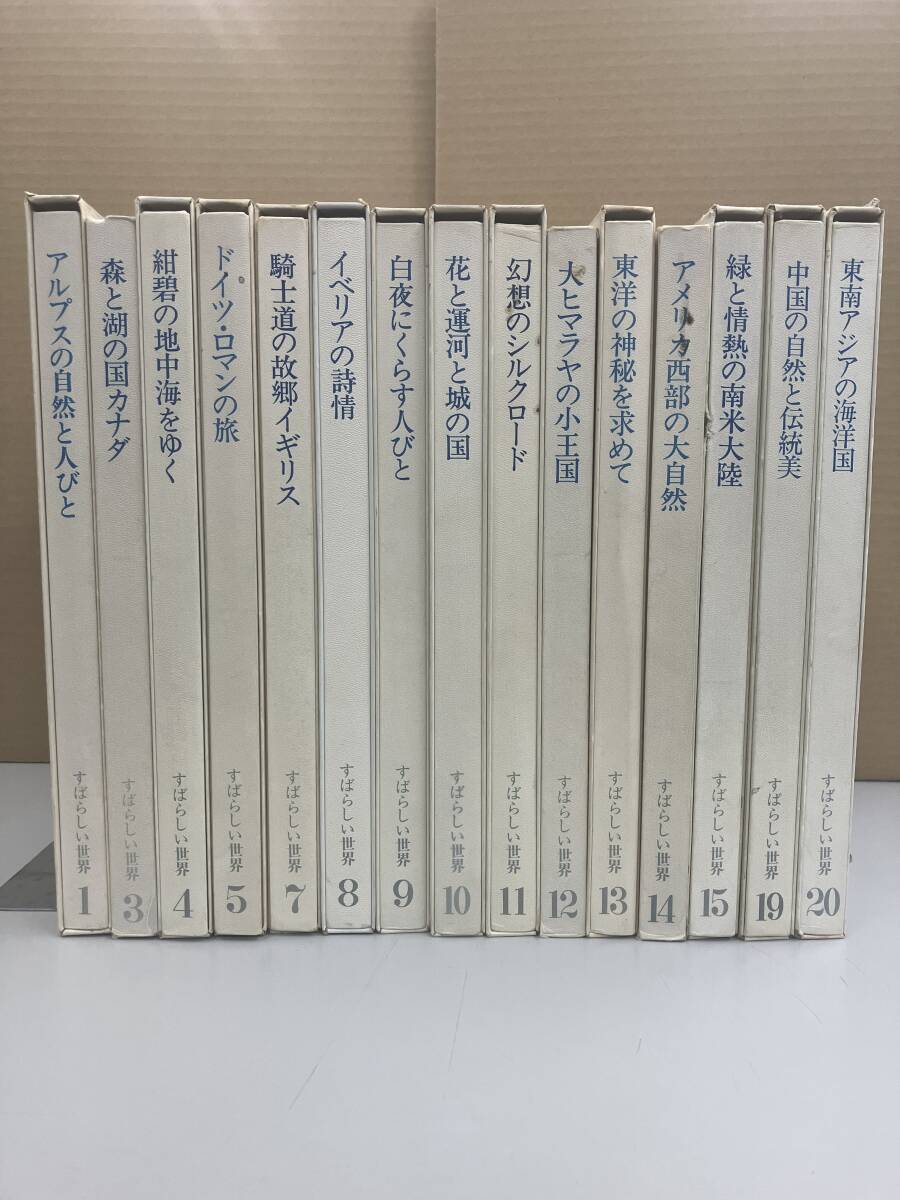 アルプスの自然と人びと
すばらしい世界
1
森と湖の国カナダ
すばらしい世界
3
紺碧の地中海をゆく
すばらしい世界
4
ドイツ・ロマンの旅
すばらしい世界
5
騎士道の故郷イギリス
すばらしい世界
7
イベリアの詩情
すばらしい世界
8
白夜にくらす人びと
すばらしい世界
9
花と運河と城の国
すばらしい世界
10
幻想のシルクロード
すばらしい世界
11
大ヒマラヤの小王国
すばらしい世界
12
東洋の神秘を求めて
すばらしい世界
13
アメリカ西部の大自然
すばらしい世界
14
緑と情熱の南米大陸
すばらしい世界
15
中国の自然と伝統美
すばらしい世界
19
東南アジアの海洋国
すばらしい世界
20